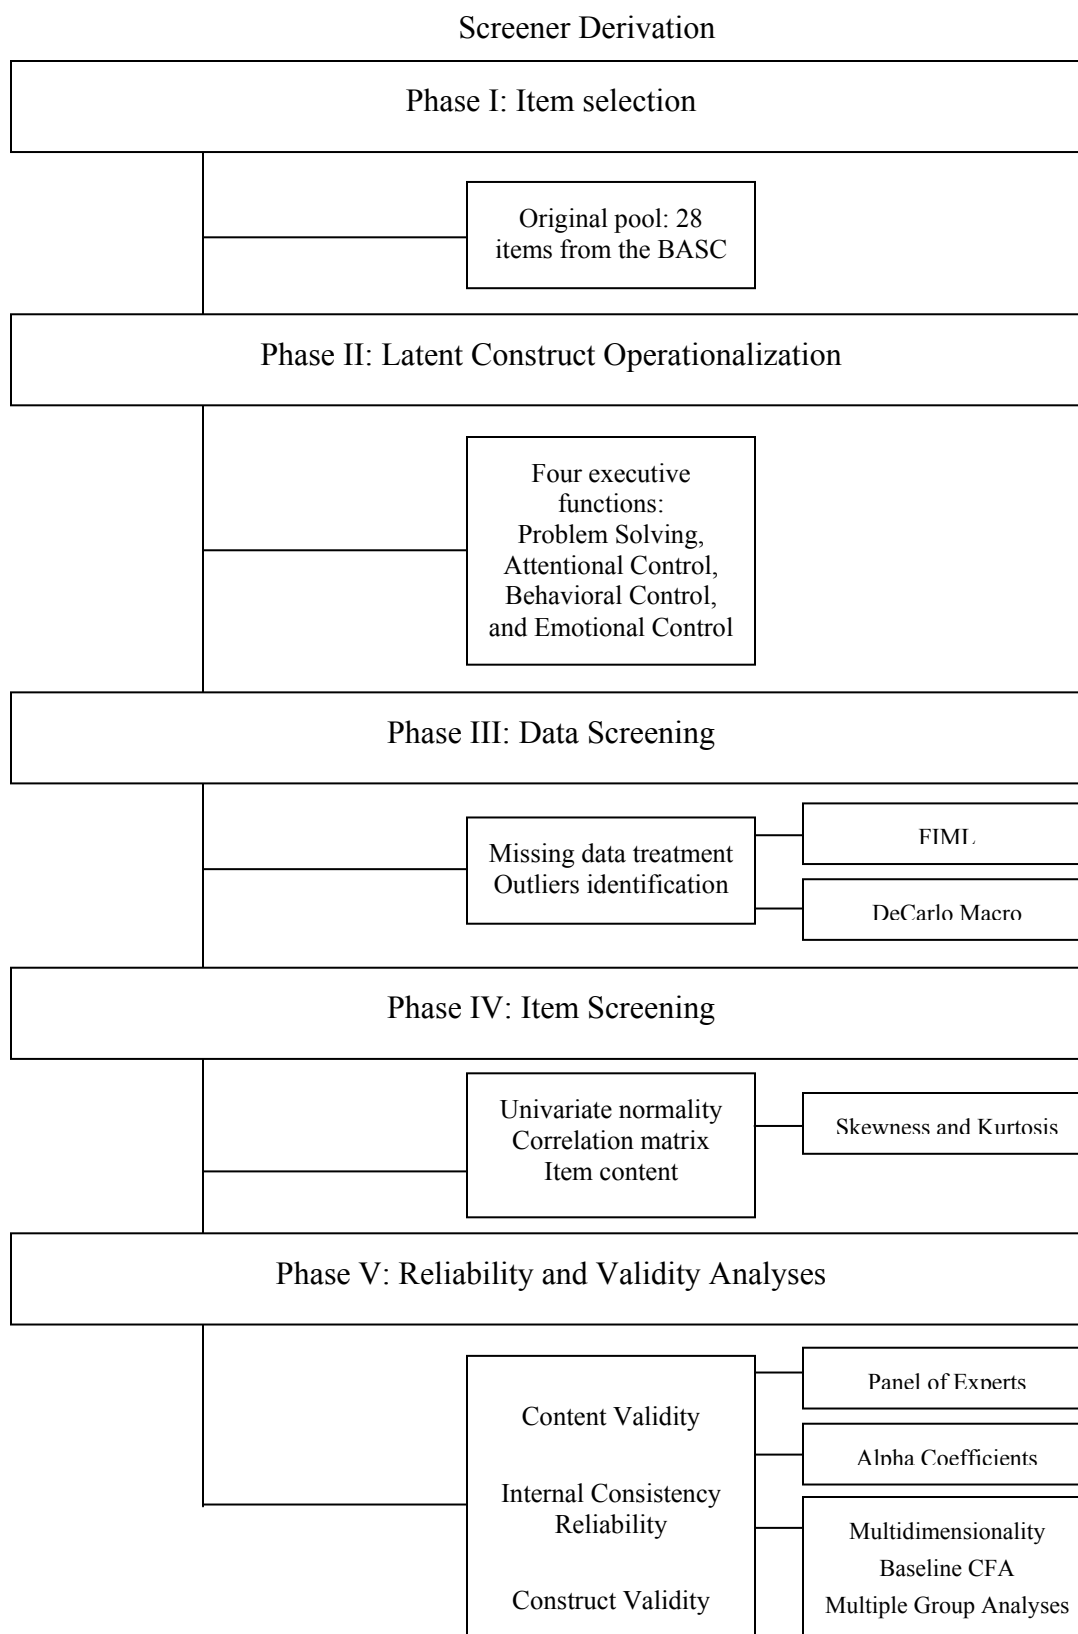 Screener Derivation
Phase I: Item selection
Original pool: 28
items from the BASC
Phase II: Latent Construct Operationalization
Four executive
functions:
Problem Solving,
Attentional Control,
Behavioral Control,
and Emotional Control
Phase III: Data Screening
Missing data treatment
Outliers identification
FIML
DeCarlo Macro
Phase IV: Item Screening
Univariate normality
Correlation matrix
Item content
Skewness and Kurtosis
Phase V: Reliability and Validity Analyses
Content Validity
Internal Consistency
Reliability
Construct Validity
Panel of Experts
Alpha Coefficients
Multidimensionality
Baseline CFA
Multiple Group Analyses